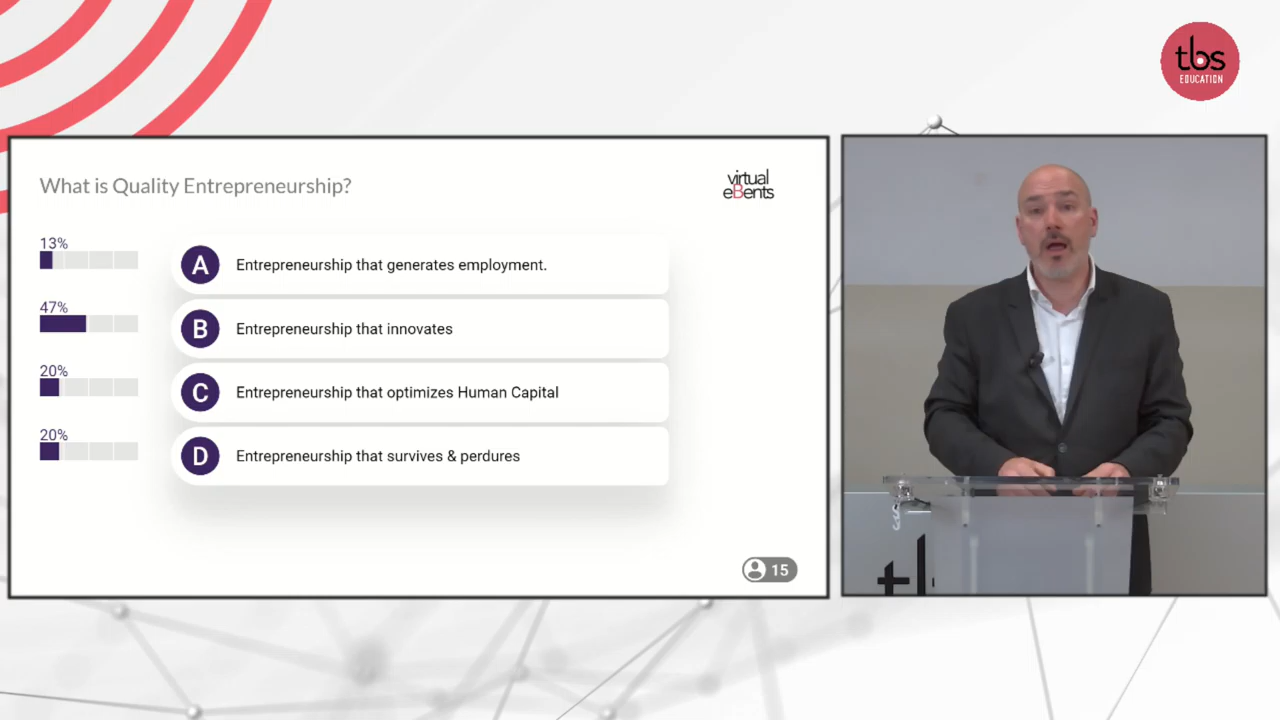 tbs
EDUCATION
What is Quality Entrepreneurship?
virtual
eBents
13%
A Entrepreneurship that generates employment.
47%
B Entrepreneurship that innovates
20%
C Entrepreneurship that optimizes Human Capital
20%
D Entrepreneurship that survives & perdures
15